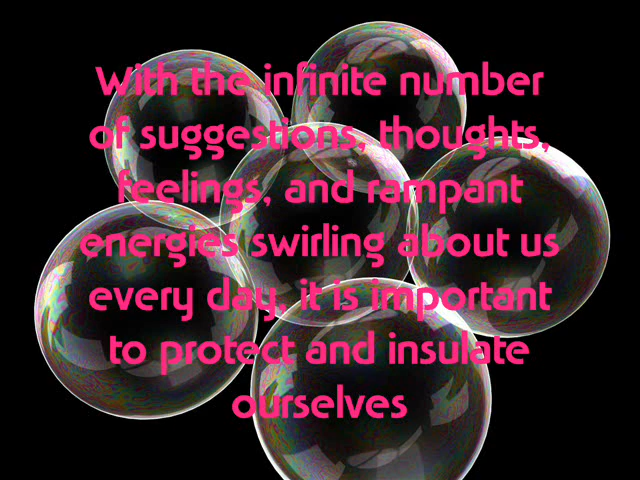 With the infinite number
of suggestions, thoughts,
feelings, and rampant
energies swirling about us
every day, it is important
to protect and insulate
ourselves